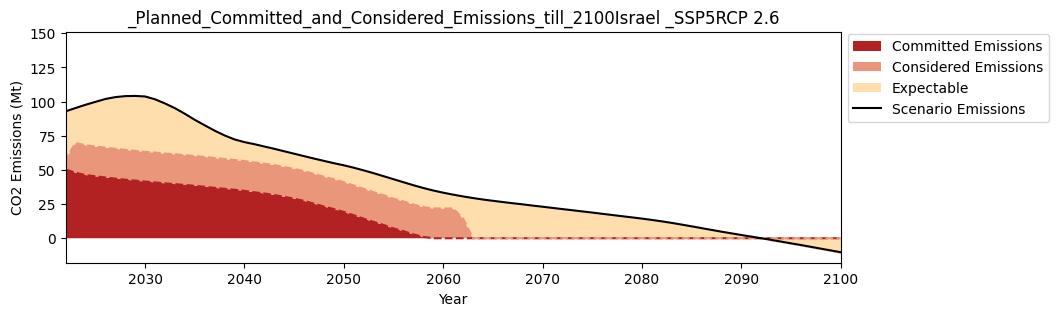 _Planned_Committed_and_Considered_Emissions_till_2100Israel _SSP5RCP 2.6
150
125
100
75
50
25
0
CO2 Emissions (Mt)
2030 2040 2050 2060 2070 2080 2090 2100
Year
Committed Emissions
Considered Emissions
Expectable
Scenario Emissions